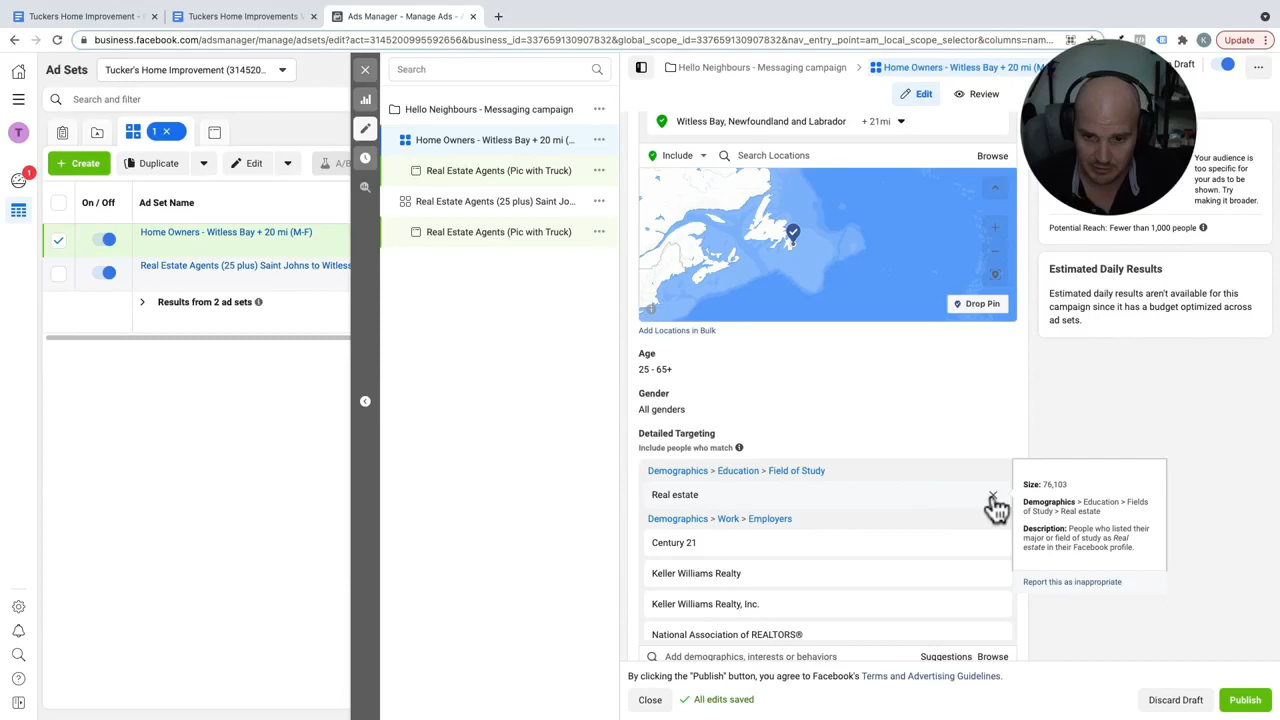 Tuckers Home Improvement -
Tuckers Home Improvements V
Ads Manager - Manage Ads - A
business.facebook.com/adsmanager/manage/adsets/edit?act=3145200995592656&business_id=337659130907832&global_scope_id=337659130907832&nav_entry_point=am_local_scope_selector&columns=nam...
Update
Ad Sets
Tucker's Home Improvement (314520...
Search and filter
1
Create
Duplicate
Edit
A/B
On / Off
Ad Set Name
Home Owners - Witless Bay + 20 mi (M-F)
Real Estate Agents (25 plus) Saint Johns to Witless
Results from 2 ad sets
T
1
Search
Hello Neighbours - Messaging campaign
Home Owners - Witless Bay + 20 mi (...
Real Estate Agents (Pic with Truck)
Real Estate Agents (25 plus) Saint Jo...
Real Estate Agents (Pic with Truck)
Hello Neighbours - Messaging campaign
Home Owners - Witless Bay + 20 mi (M-F
Draft
Edit
Review
Witless Bay, Newfoundland and Labrador
+ 21mi
Include
Search Locations
Browse
Drop Pin
Add Locations in Bulk
Age
25 - 65+
Gender
All genders
Detailed Targeting
Include people who match
Demographics > Education > Field of Study
Real estate
Demographics > Work > Employers
Century 21
Keller Williams Realty
Keller Williams Realty, Inc.
National Association of REALTORS®
Add demographics, interests or behaviors
Suggestions
Browse
By clicking the "Publish" button, you agree to Facebook's Terms and Advertising Guidelines.
Close
All edits saved
Discard Draft
Publish
Your audience is
too specific for
your ads to be
shown. Try
making it broader.
Potential Reach: Fewer than 1,000 people
Estimated Daily Results
Estimated daily results aren't available for this
campaign since it has a budget optimized across
ad sets.
Size: 76,103
Demographics > Education > Fields
of Study > Real estate
Description: People who listed their
major or field of study as Real
estate in their Facebook profile.
Report this as inappropriate